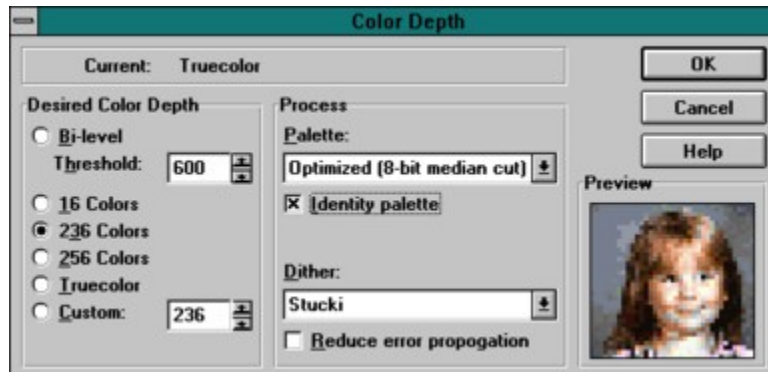 Color Depth
Current: Truecolor
OK
Cancel
Help
Desired Color Depth
Bi-level
Threshold: 600
16 Colors
236 Colors
256 Colors
Truecolor
Custom: 236
Process
Palette:
Optimized (8-bit median cut)
Identity palette
Dither:
Stucki
Reduce error propogation
Preview